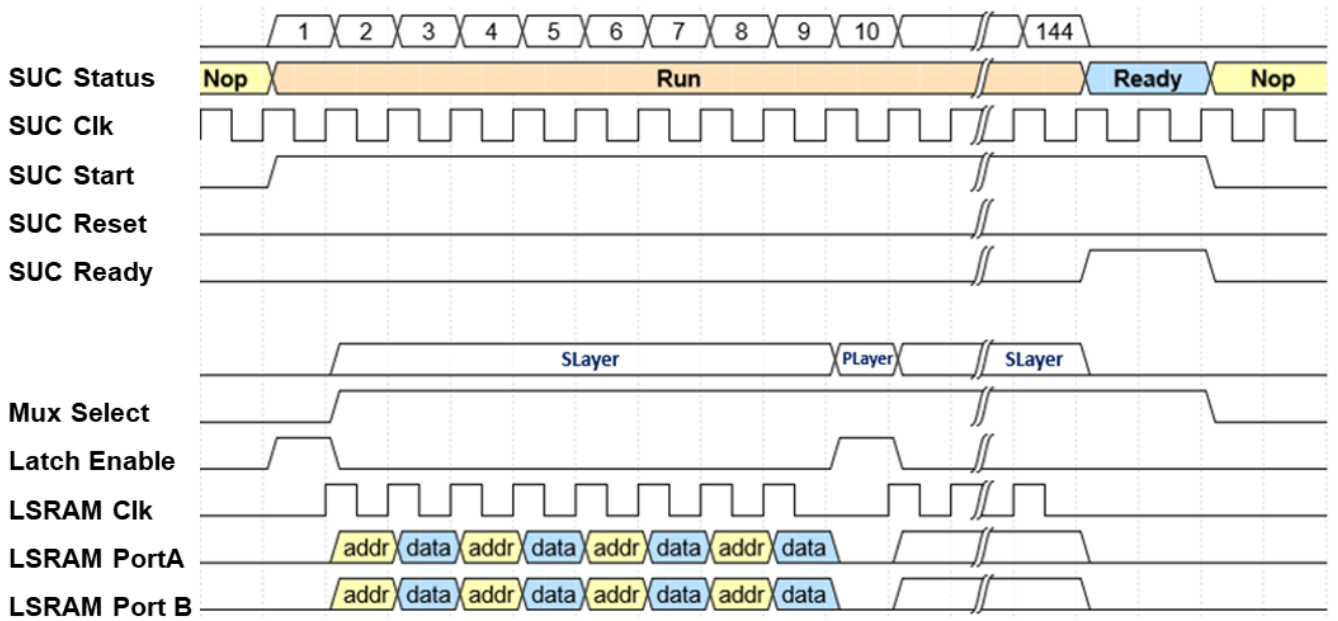 1 2 3 4 5 6 7 8 9 10 144
SUC Status Nop Run Ready Nop
SUC Clk
SUC Start
SUC Reset
SUC Ready
SLayer PLayer SLayer
Mux Select
Latch Enable
LSRAM Clk
LSRAM PortA addr data addr data addr data addr data
LSRAM Port B addr data addr data addr data addr data